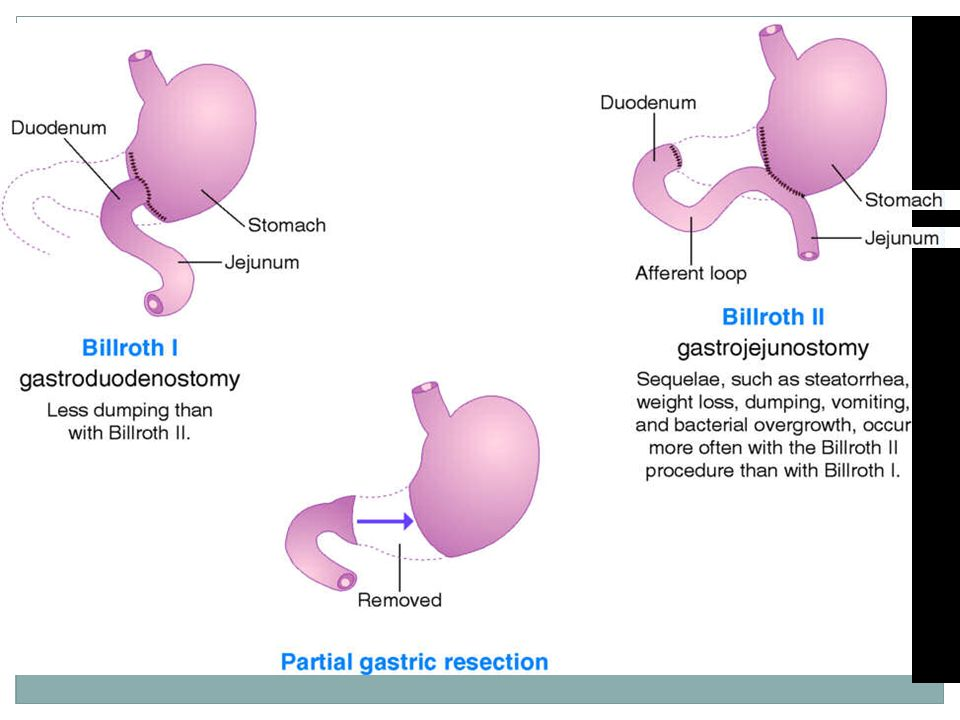 Duodenum
Stomach
Jejunum
Billroth I
gastroduodenostomy
Less dumping than
with Billroth II.
Duodenum
Stomach
Jejunum
Afferent loop
Billroth II
gastrojejunostomy
Sequelae, such as steatorrhea,
weight loss, dumping, vomiting,
and bacterial overgrowth, occur
more often with the Billroth II
procedure than with Billroth I.
Removed
Partial gastric resection